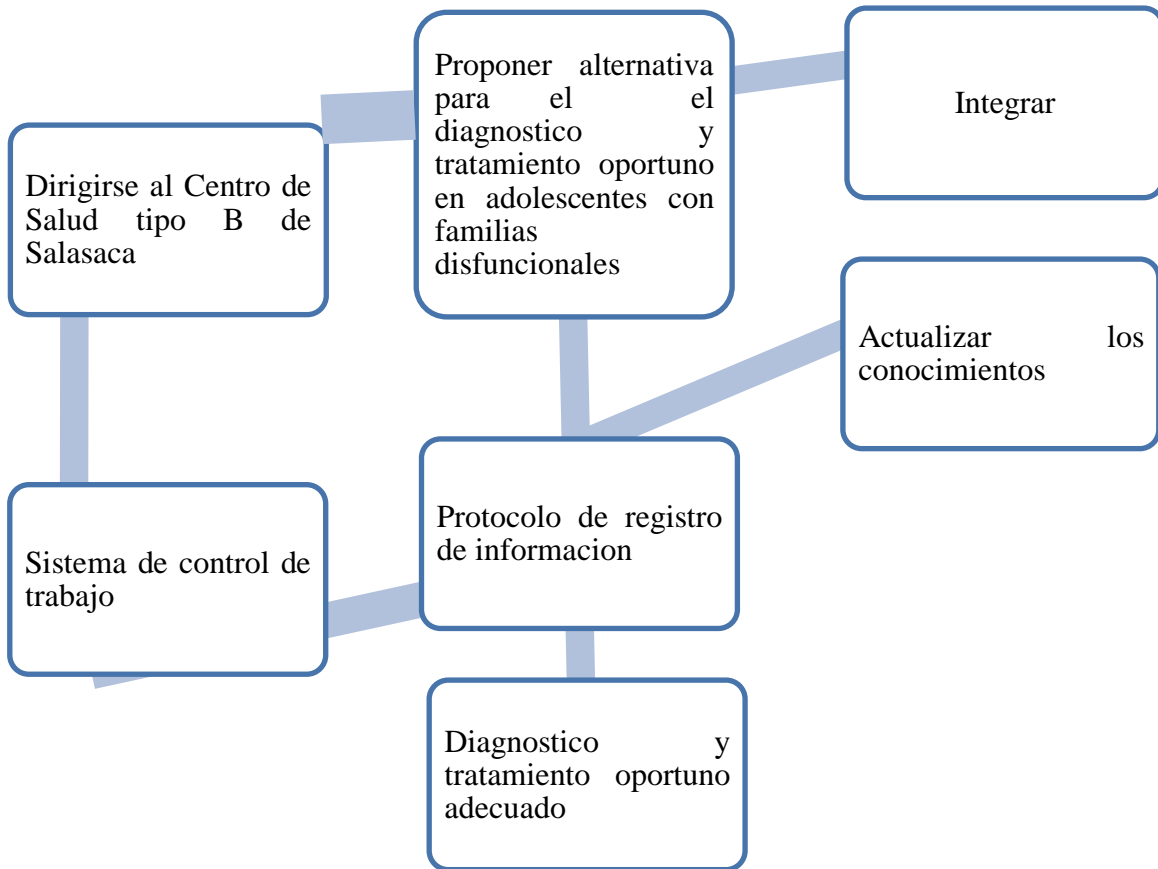 Proponer alternativa
para el el
diagnostico y
tratamiento oportuno
en adolescentes con
familias
disfuncionales
Integrar
Dirigirse al Centro de
Salud tipo B de
Salasaca
Actualizar los
conocimientos
Protocolo de registro
de informacion
Sistema de control de
trabajo
Diagnostico y
tratamiento oportuno
adecuado